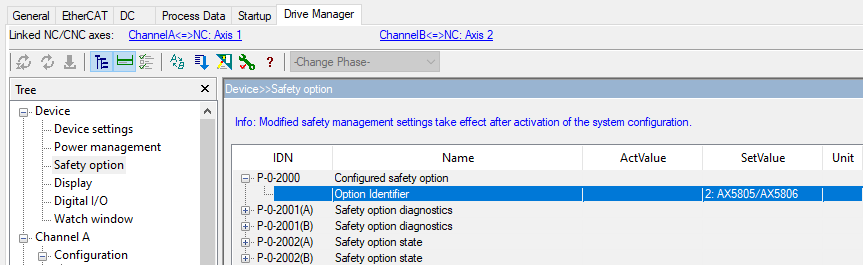 General EtherCAT DC Process Data Startup Drive Manager
Linked NC/CNC axes: ChannelA<=>NC: Axis 1 ChannelB<=>NC: Axis 2
-Change Phase-
Tree
Device>>Safety option
Device
Device settings
Power management
Safety option
Display
Digital I/O
Watch window
Channel A
Configuration
Info: Modified safety management settings take effect after activation of the system configuration.
IDN Name ActValue SetValue Unit
P-0-2000 Configured safety option
Option Identifier 2: AX5805/AX5806
P-0-2001(A) Safety option diagnostics
P-0-2001(B) Safety option diagnostics
P-0-2002(A) Safety option state
P-0-2002(B) Safety option state